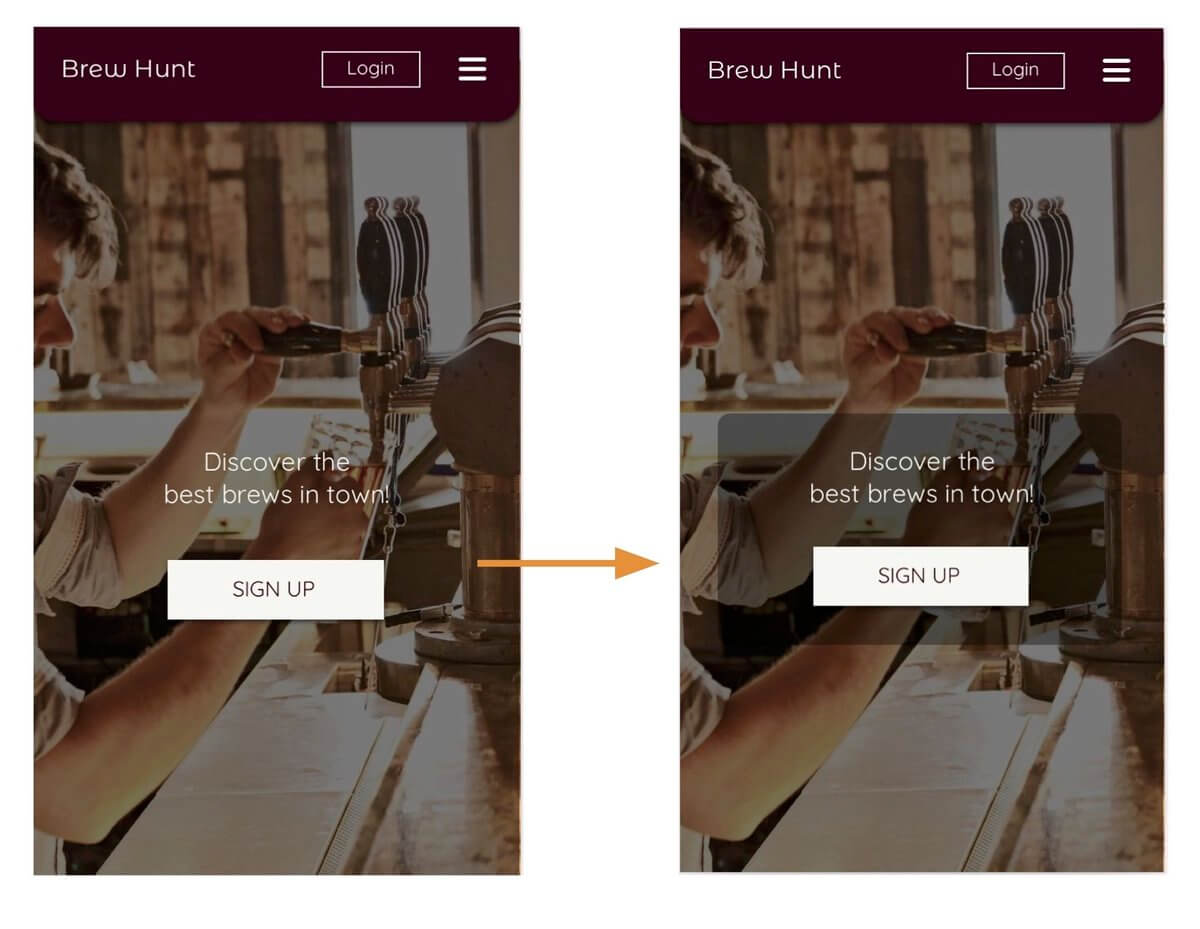 Brew Hunt
Login
Discover the
best brews in town!
SIGN UP
Brew Hunt
Login
Discover the
best brews in town!
SIGN UP